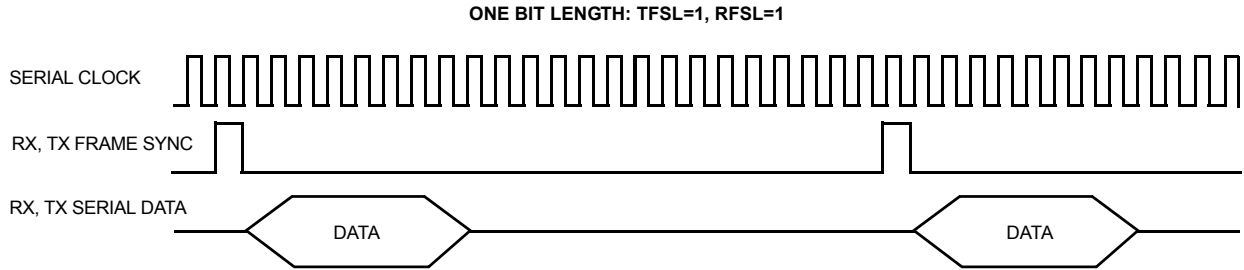 ONE BIT LENGTH: TFSL=1, RFSL=1
SERIAL CLOCK
RX, TX FRAME SYNC
RX, TX SERIAL DATA
DATA DATA